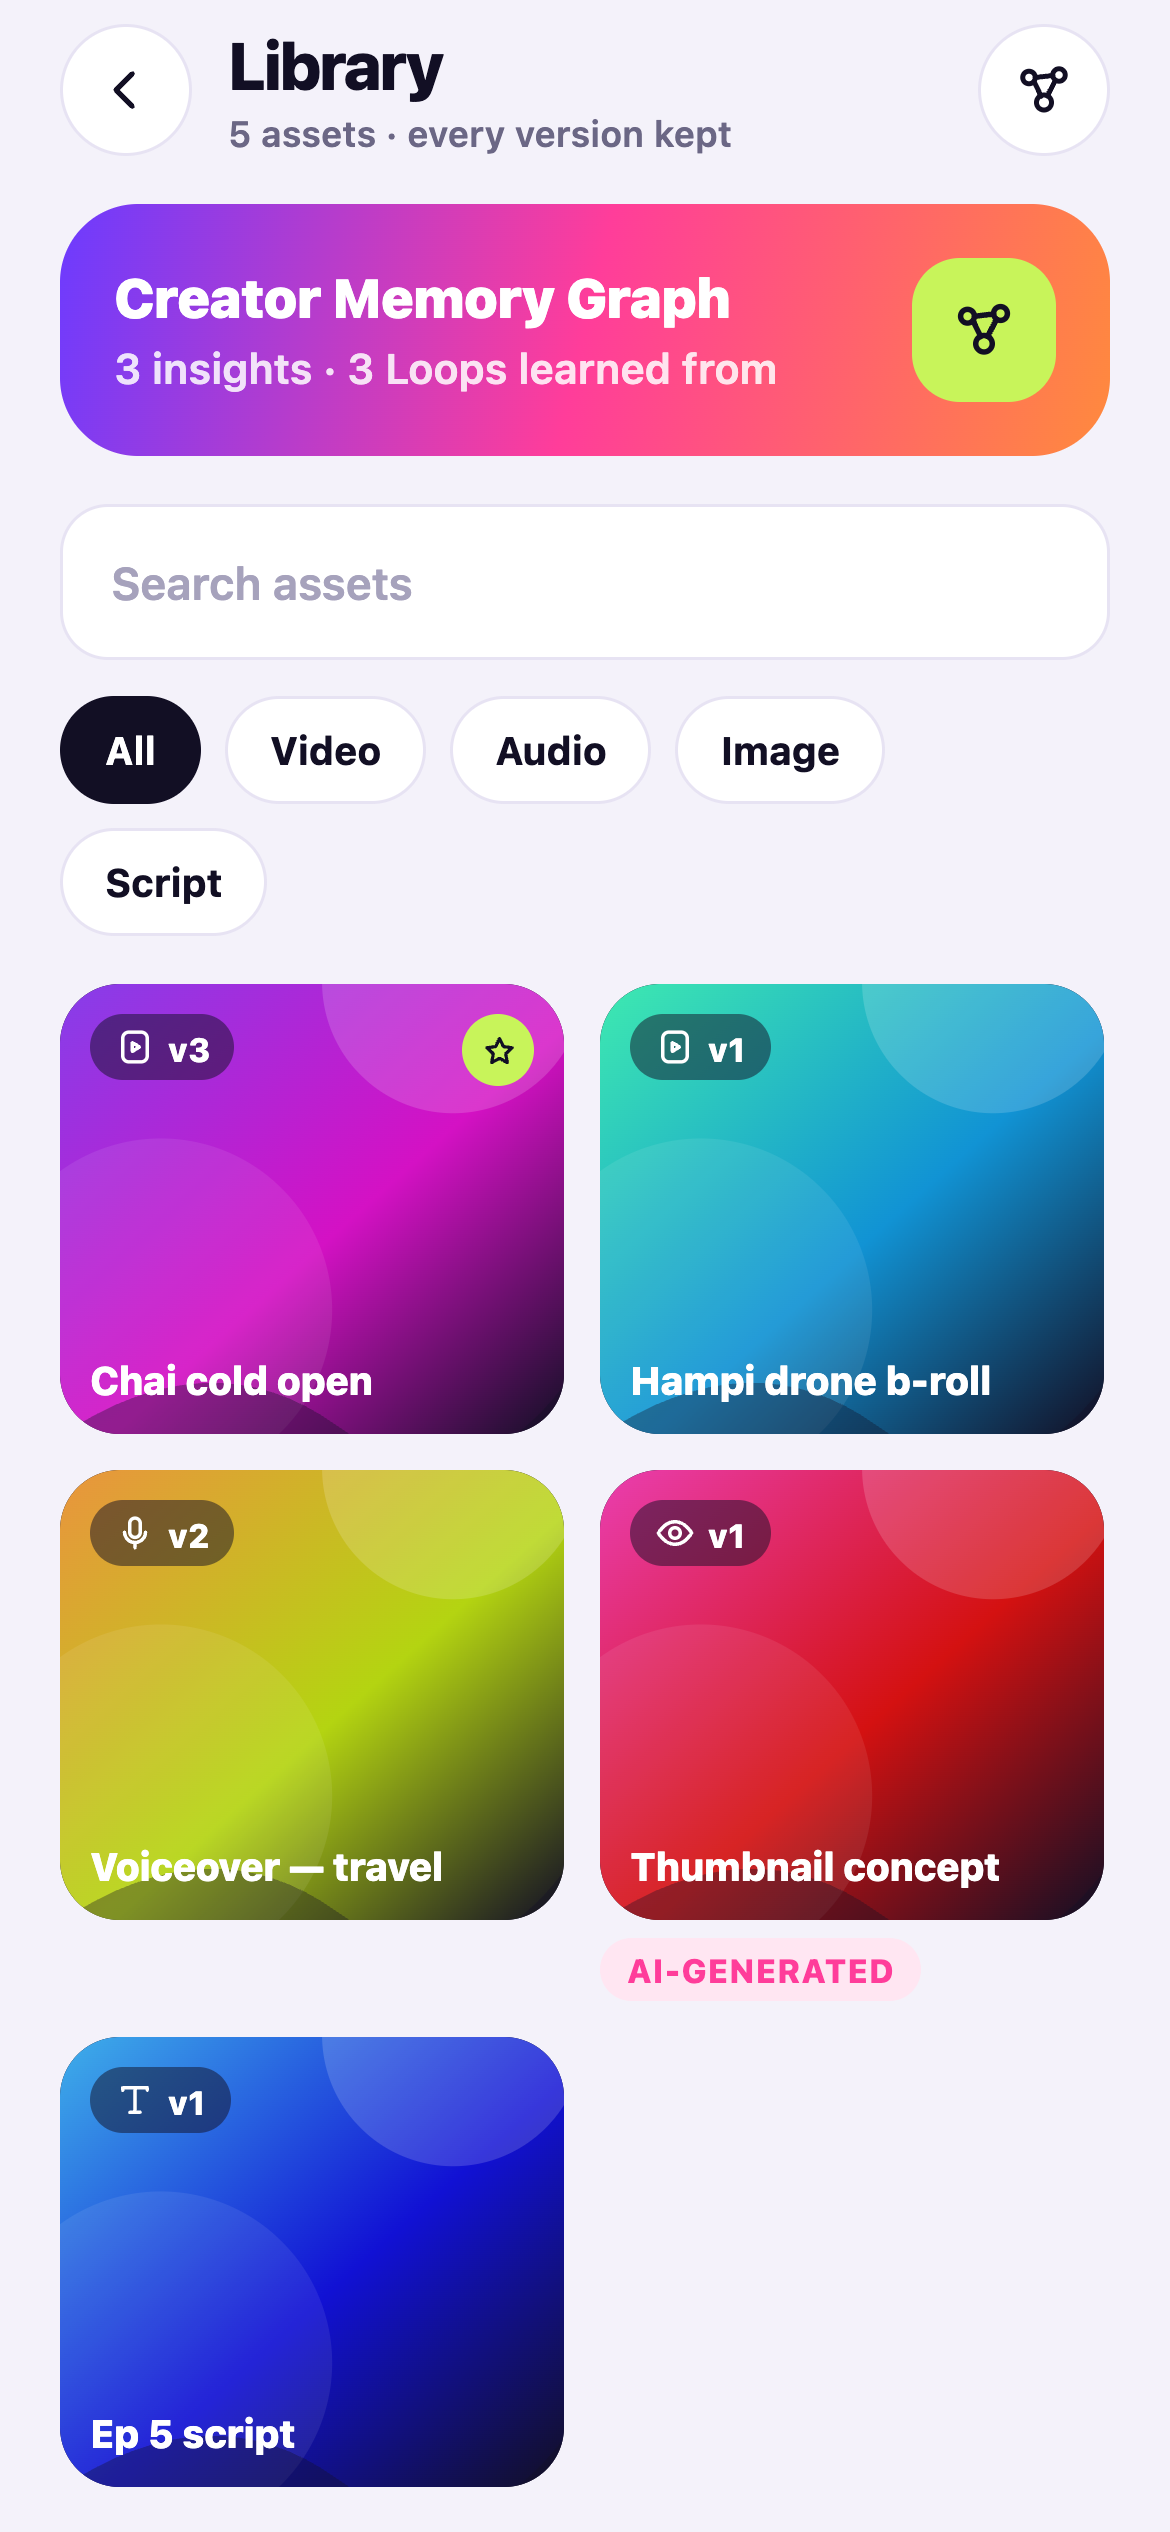 Library
5 assets · every version kept
Creator Memory Graph
3 insights · 3 Loops learned from
Search assets
All
Video
Audio
Image
Script
v3
Chai cold open
v1
Hampi drone b-roll
v2
Voiceover — travel
v1
Thumbnail concept
AI-GENERATED
v1
Ep 5 script